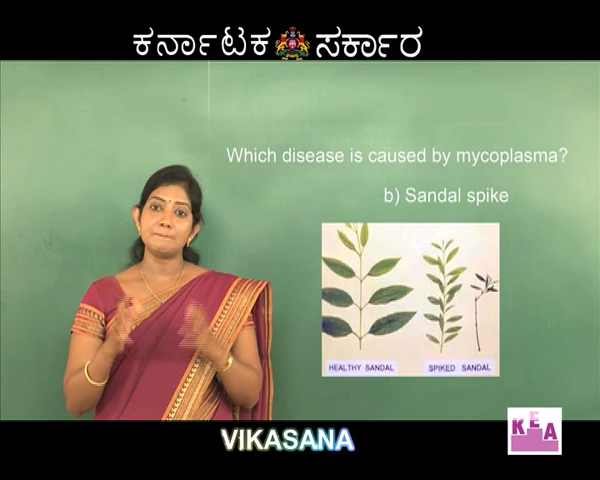 ಕರ್ನಾಟಕ ಸರ್ಕಾರ
Which disease is caused by mycoplasma?
b) Sandal spike
HEALTHY SANDAL
SPIKED SANDAL
VIKASANA
KEA